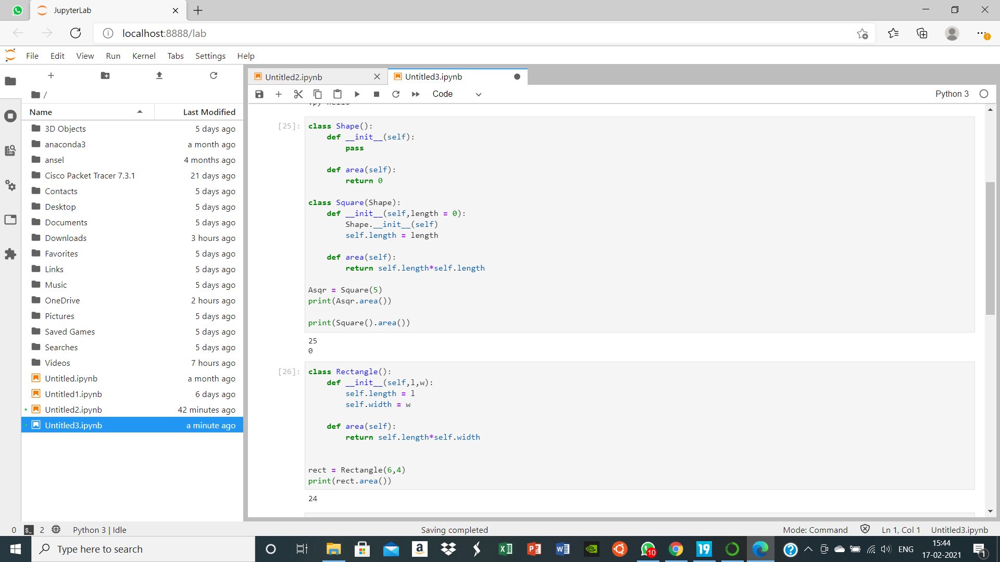 JupyterLab
localhost:8888/lab
File Edit View Run Kernel Tabs Settings Help
/
Name Last Modified
3D Objects 5 days ago
anaconda3 a month ago
ansel 4 months ago
Cisco Packet Tracer 7.3.1 21 days ago
Contacts 5 days ago
Desktop 5 days ago
Documents 5 days ago
Downloads 3 hours ago
Favorites 5 days ago
Links 5 days ago
Music 5 days ago
OneDrive 2 hours ago
Pictures 5 days ago
Saved Games 5 days ago
Searches 5 days ago
Videos 7 hours ago
Untitled.ipynb a month ago
Untitled1.ipynb 6 days ago
Untitled2.ipynb 42 minutes ago
Untitled3.ipynb a minute ago
Untitled2.ipynb Untitled3.ipynb
Code Python 3
[25]: class Shape():
    def __init__(self):
        pass
    def area(self):
        return 0
class Square(Shape):
    def __init__(self,length = 0):
        Shape.__init__(self)
        self.length = length
    def area(self):
        return self.length*self.length
Asqr = Square(5)
print(Asqr.area())
print(Square().area())
25
0
[26]: class Rectangle():
    def __init__(self,l,w):
        self.length = l
        self.width = w
    def area(self):
        return self.length*self.width
rect = Rectangle(6,4)
print(rect.area())
24
0 $_ 2 Python 3 | Idle Saving completed Mode: Command Ln 1, Col 1 Untitled3.ipynb
Type here to search
10
19
ENG
15:44
17-02-2021
1